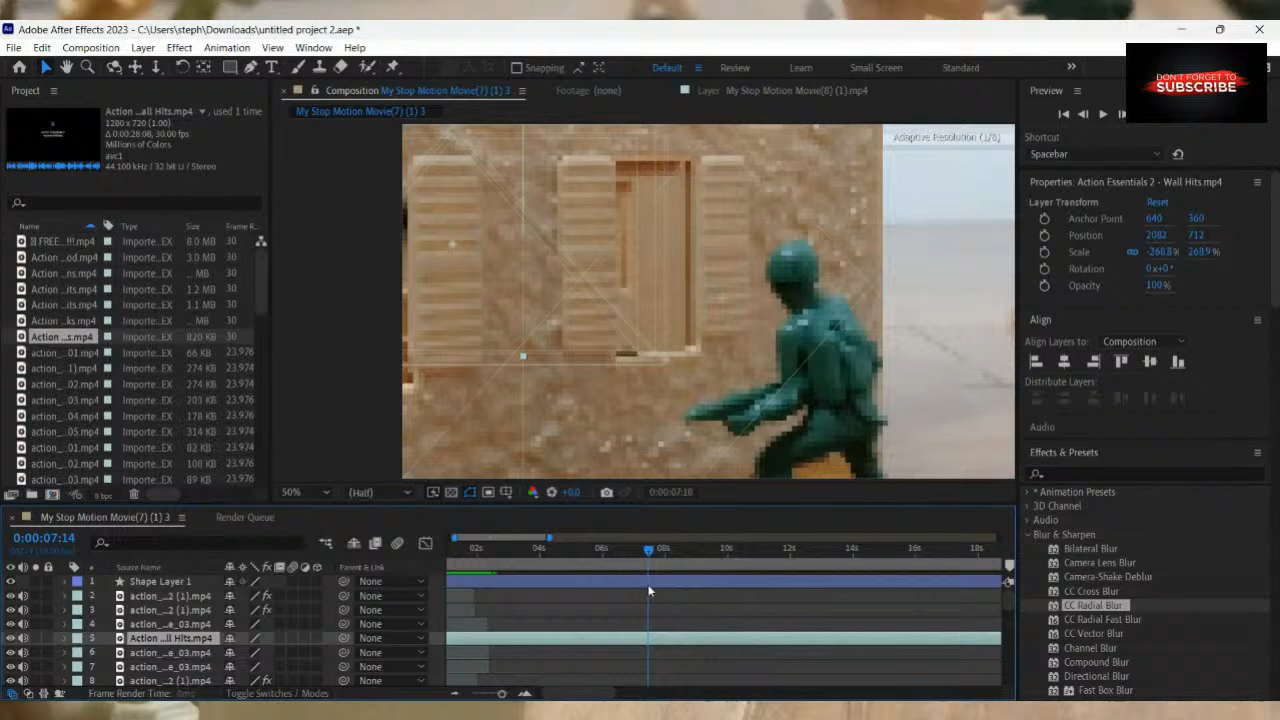 Adobe After Effects 2023 - C:\Users\steph\Downloads\untitled project 2.aep *
File Edit Composition Layer Effect Animation View Window Help
Snapping Default Review Learn Small Screen Standard
DON'T FORGET TO
SUBSCRIBE
Project
Composition My Stop Motion Movie(7) (1) 3 Footage (none) Layer My Stop Motion Movie(8) (1).mp4
Preview
My Stop Motion Movie(7) (1) 3
Action ...all Hits.mp4 , used 1 time
1280 x 720 (1.00)
Δ 0:00:28:08, 30.00 fps
Millions of Colors
avc1
44.100 kHz / 32 bit U / Stereo
Adaptive Resolution (1/8)
Shortcut
Spacebar
Properties: Action Essentials 2 - Wall Hits.mp4
Layer Transform Reset
Anchor Point 640 360
Position 2082 712
Scale -268.8% 268.9%
Rotation 0x+0°
Opacity 100%
Align
Align Layers to: Composition
Distribute Layers:
Audio
Effects & Presets
Name Type Size Frame R...
FREE...!!!.mp4 Importe...EX 8.0 MB 30
Action ...od.mp4 Importe...EX 3.0 MB 30
Action ...ns.mp4 Importe...EX ... MB 30
Action ...its.mp4 Importe...EX 1.2 MB 30
Action ...its.mp4 Importe...EX 1.1 MB 30
Action ...ks.mp4 Importe...EX ... MB 30
Action ...s.mp4 Importe...EX 820 KB 30
action_...01.mp4 Importe...EX 66 KB 23.976
action_...1).mp4 Importe...EX 274 KB 23.976
action_...02.mp4 Importe...EX 274 KB 23.976
action_...03.mp4 Importe...EX 203 KB 23.976
action_...04.mp4 Importe...EX 178 KB 23.976
action_...05.mp4 Importe...EX 314 KB 23.976
action_...01.mp4 Importe...EX 82 KB 23.976
action_...02.mp4 Importe...EX 108 KB 23.976
action_...03.mp4 Importe...EX 89 KB 23.976
8 bpc
50% (Half) +0.0 0:00:07:18
* Animation Presets
3D Channel
Audio
Blur & Sharpen
Bilateral Blur
Camera Lens Blur
Camera-Shake Deblur
CC Cross Blur
CC Radial Blur
CC Radial Fast Blur
CC Vector Blur
Channel Blur
Compound Blur
Directional Blur
Fast Box Blur
My Stop Motion Movie(7) (1) 3 Render Queue
0:00:07:14
02s 04s 06s 08s 10s 12s 14s 16s 18s
# Source Name Parent & Link
1 Shape Layer 1 None
2 action_...2 (1).mp4 None
3 action_...2 (1).mp4 None
4 action_...e_03.mp4 None
5 Action ...ll Hits.mp4 None
6 action_...e_03.mp4 None
7 action_...e_03.mp4 None
8 action_...2 (1).mp4 None
Frame Render Time: 0ms Toggle Switches / Modes